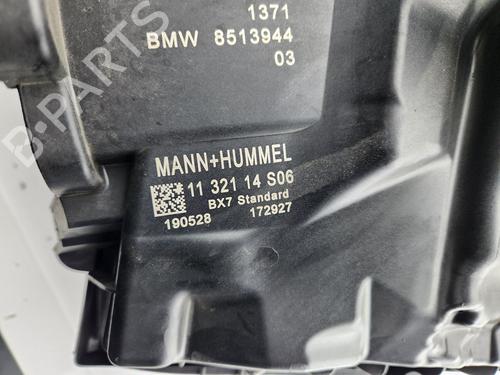 1371
BMW 8513944
03
MANN+HUMMEL
11 321 14 S06
BX7 Standard
190528 172927
B-PARTS